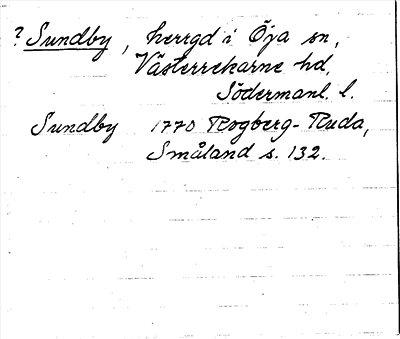 ? Sundby, herrgd i Öja sn,
Västerrekarne hd,
Södermanl. l.
Sundby 1770 Rogberg-Ruda,
Småland s. 132.